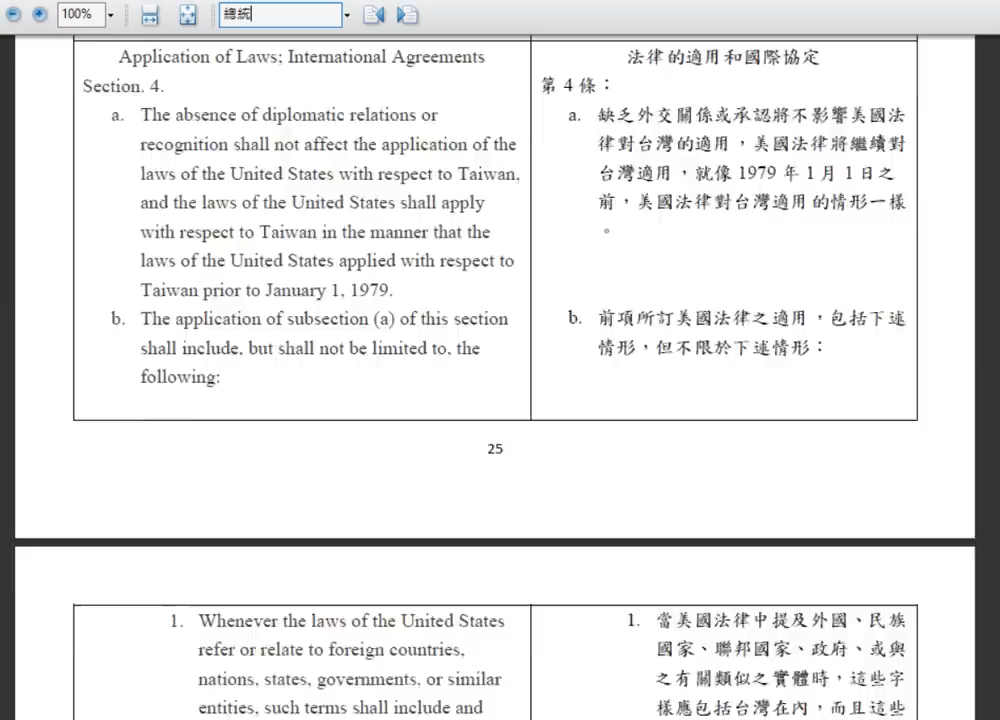 100%
總統
Application of Laws; International Agreements
Section. 4.
a. The absence of diplomatic relations or
recognition shall not affect the application of the
laws of the United States with respect to Taiwan,
and the laws of the United States shall apply
with respect to Taiwan in the manner that the
laws of the United States applied with respect to
Taiwan prior to January 1, 1979.
b. The application of subsection (a) of this section
shall include, but shall not be limited to, the
following:
法律的適用和國際協定
第 4 條：
a. 缺乏外交關係或承認將不影響美國法
律對台灣的適用，美國法律將繼續對
台灣適用，就像 1979 年 1 月 1 日之
前，美國法律對台灣適用的情形一樣
。
b. 前項所訂美國法律之適用，包括下述
情形，但不限於下述情形：
25
1. Whenever the laws of the United States
refer or relate to foreign countries,
nations, states, governments, or similar
entities, such terms shall include and
1. 當美國法律中提及外國、民族
國家、聯邦國家、政府、或與
之有關類似之實體時，這些字
樣應包括台灣在內，而且這些